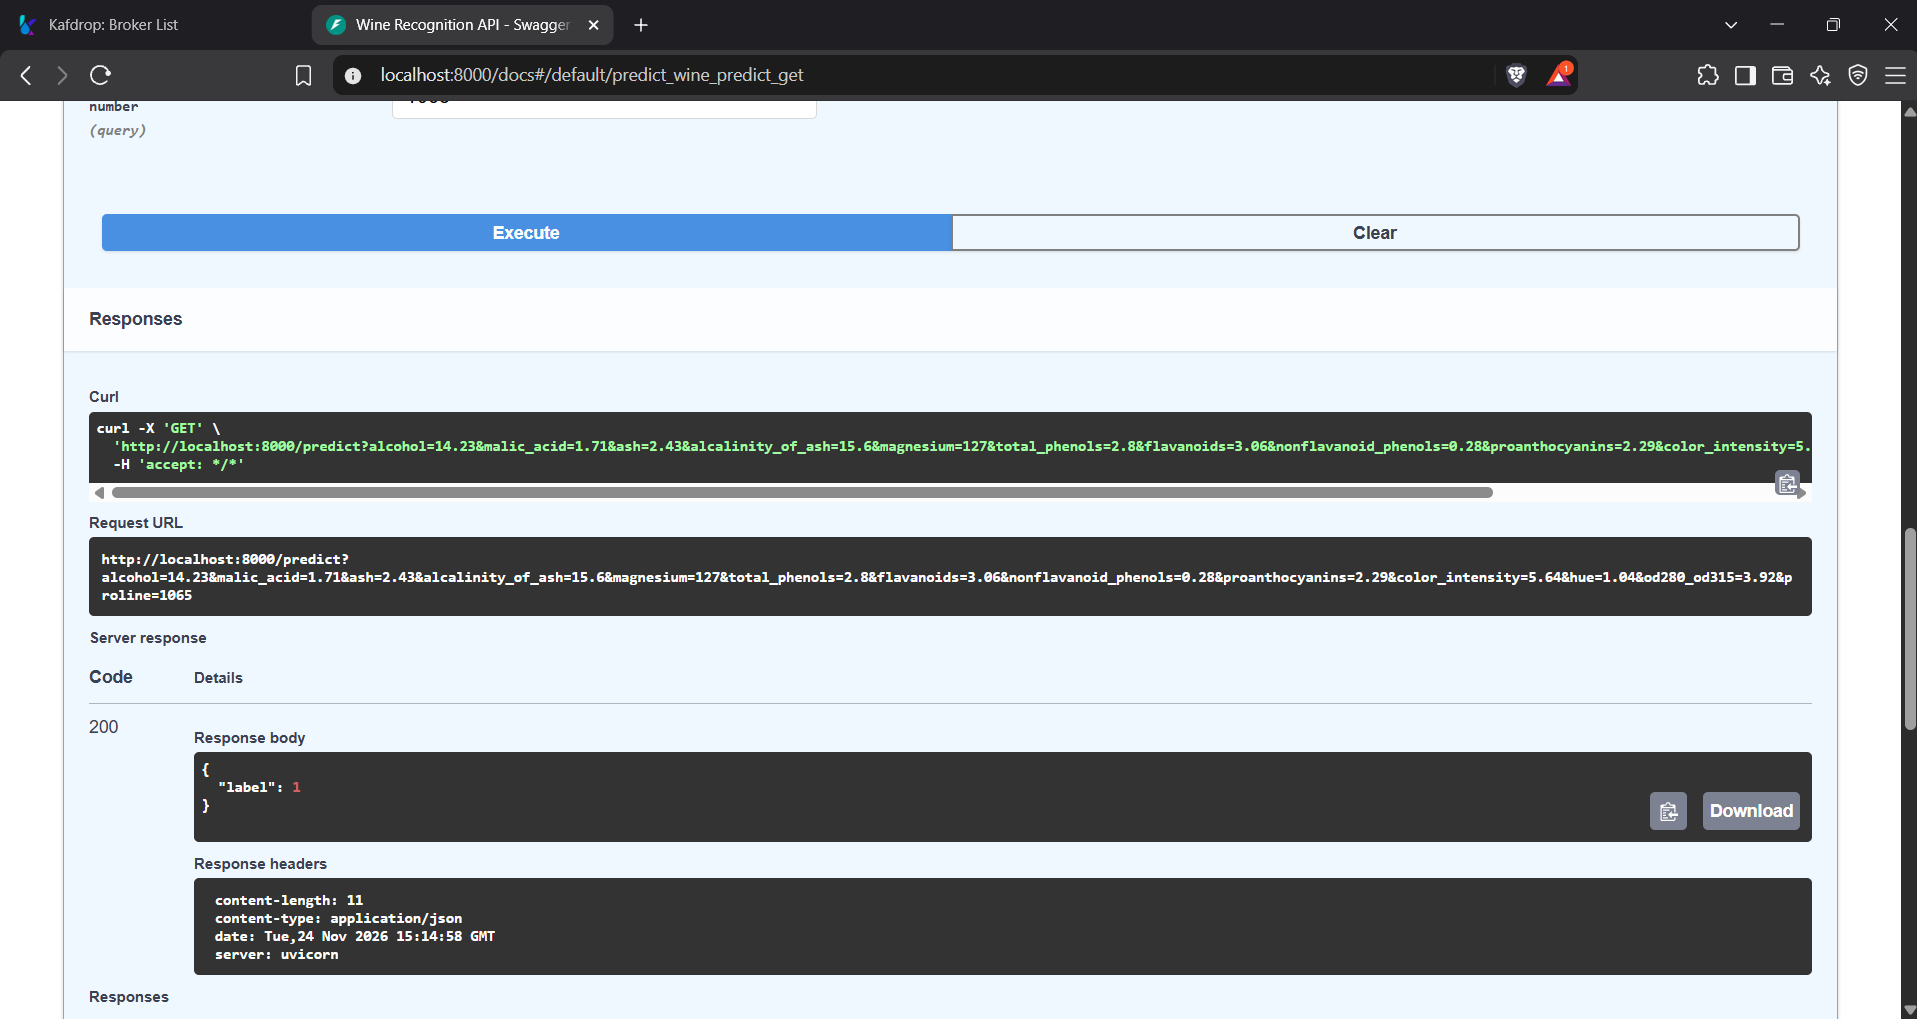 Kafdrop: Broker List
Wine Recognition API - Swagger
localhost:8000/docs#/default/predict_wine_predict_get
1
number
(query)
Execute
Clear
Responses
Curl
curl -X 'GET' \
'http://localhost:8000/predict?alcohol=14.23&malic_acid=1.71&ash=2.43&alcalinity_of_ash=15.6&magnesium=127&total_phenols=2.8&flavanoids=3.06&nonflavanoid_phenols=0.28&proanthocyanins=2.29&color_intensity=5.
-H 'accept: */*'
Request URL
http://localhost:8000/predict?
alcohol=14.23&malic_acid=1.71&ash=2.43&alcalinity_of_ash=15.6&magnesium=127&total_phenols=2.8&flavanoids=3.06&nonflavanoid_phenols=0.28&proanthocyanins=2.29&color_intensity=5.64&hue=1.04&od280_od315=3.92&p
roline=1065
Server response
Code
Details
200
Response body
{
"label": 1
}
Download
Response headers
content-length: 11
content-type: application/json
date: Tue,24 Nov 2026 15:14:58 GMT
server: uvicorn
Responses